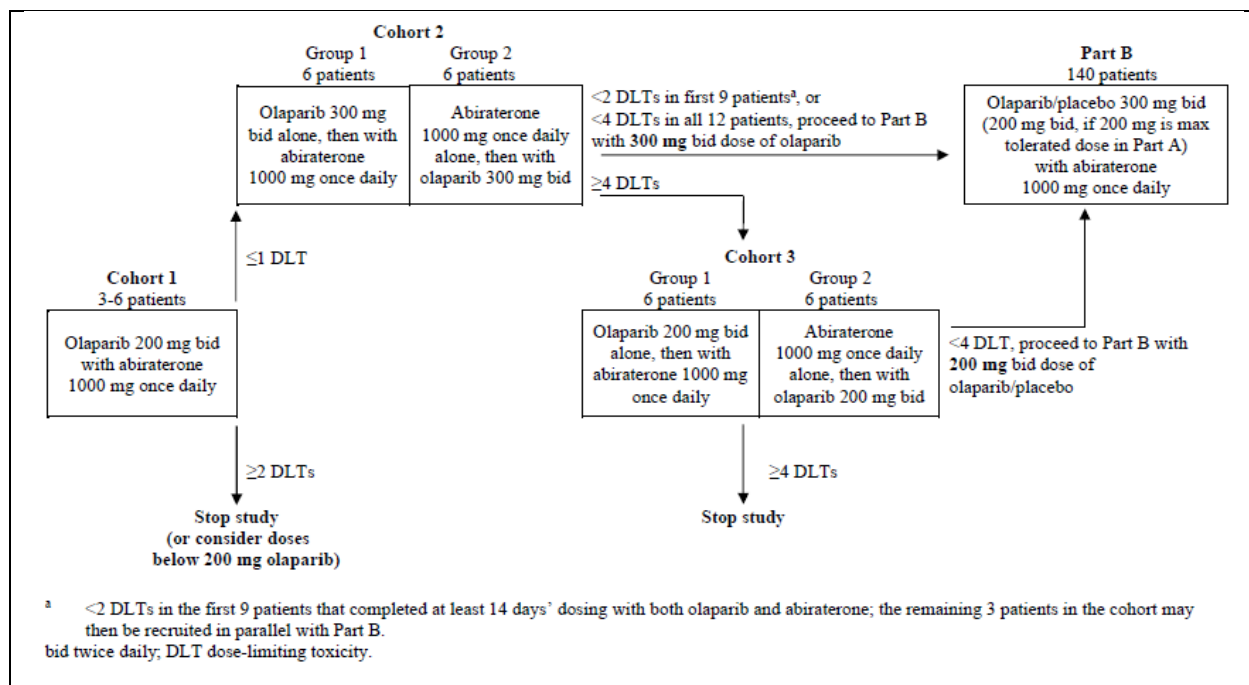 Cohort 2
Group 1
6 patients
Group 2
6 patients
Olaparib 300 mg
bid alone, then with
abiraterone
1000 mg once daily
Abiraterone
1000 mg once daily
alone, then with
olaparib 300 mg bid
<2 DLTs in first 9 patientsᵃ, or
<4 DLTs in all 12 patients, proceed to Part B
with 300 mg bid dose of olaparib
≥4 DLTs
Part B
140 patients
Olaparib/placebo 300 mg bid
(200 mg bid, if 200 mg is max
tolerated dose in Part A)
with abiraterone
1000 mg once daily
≤1 DLT
Cohort 1
3-6 patients
Olaparib 200 mg bid
with abiraterone
1000 mg once daily
≥2 DLTs
Stop study
(or consider doses
below 200 mg olaparib)
Cohort 3
Group 1
6 patients
Group 2
6 patients
Olaparib 200 mg bid
alone, then with
abiraterone 1000 mg
once daily
Abiraterone
1000 mg once daily
alone, then with
olaparib 200 mg bid
<4 DLT, proceed to Part B with
200 mg bid dose of
olaparib/placebo
≥4 DLTs
Stop study
a <2 DLTs in the first 9 patients that completed at least 14 days’ dosing with both olaparib and abiraterone; the remaining 3 patients in the cohort may
then be recruited in parallel with Part B.
bid twice daily; DLT dose-limiting toxicity.